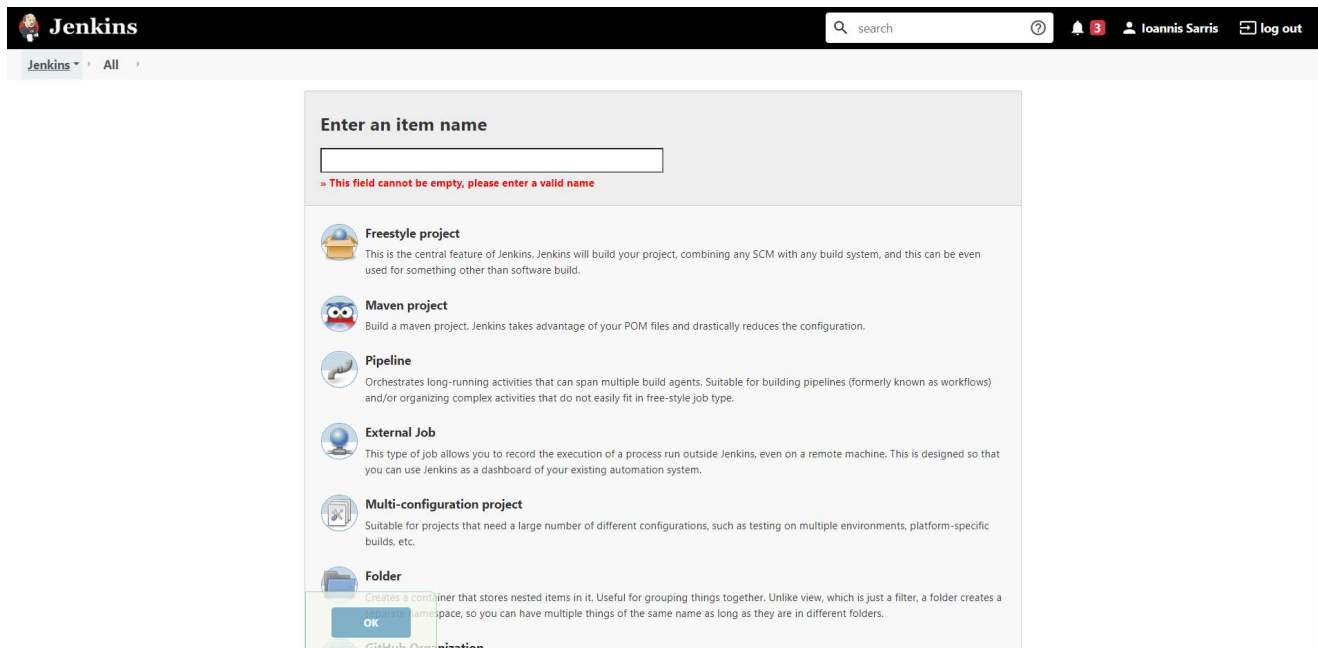 Jenkins
search
3
Ioannis Sarris
log out
Jenkins
All
Enter an item name
» This field cannot be empty, please enter a valid name
Freestyle project
This is the central feature of Jenkins. Jenkins will build your project, combining any SCM with any build system, and this can be even
used for something other than software build.
Maven project
Build a maven project. Jenkins takes advantage of your POM files and drastically reduces the configuration.
Pipeline
Orchestrates long-running activities that can span multiple build agents. Suitable for building pipelines (formerly known as workflows)
and/or organizing complex activities that do not easily fit in free-style job type.
External Job
This type of job allows you to record the execution of a process run outside Jenkins, even on a remote machine. This is designed so that
you can use Jenkins as a dashboard of your existing automation system.
Multi-configuration project
Suitable for projects that need a large number of different configurations, such as testing on multiple environments, platform-specific
builds, etc.
Folder
Creates a container that stores nested items in it. Useful for grouping things together. Unlike view, which is just a filter, a folder creates a
separate namespace, so you can have multiple things of the same name as long as they are in different folders.
OK
GitHub Organization